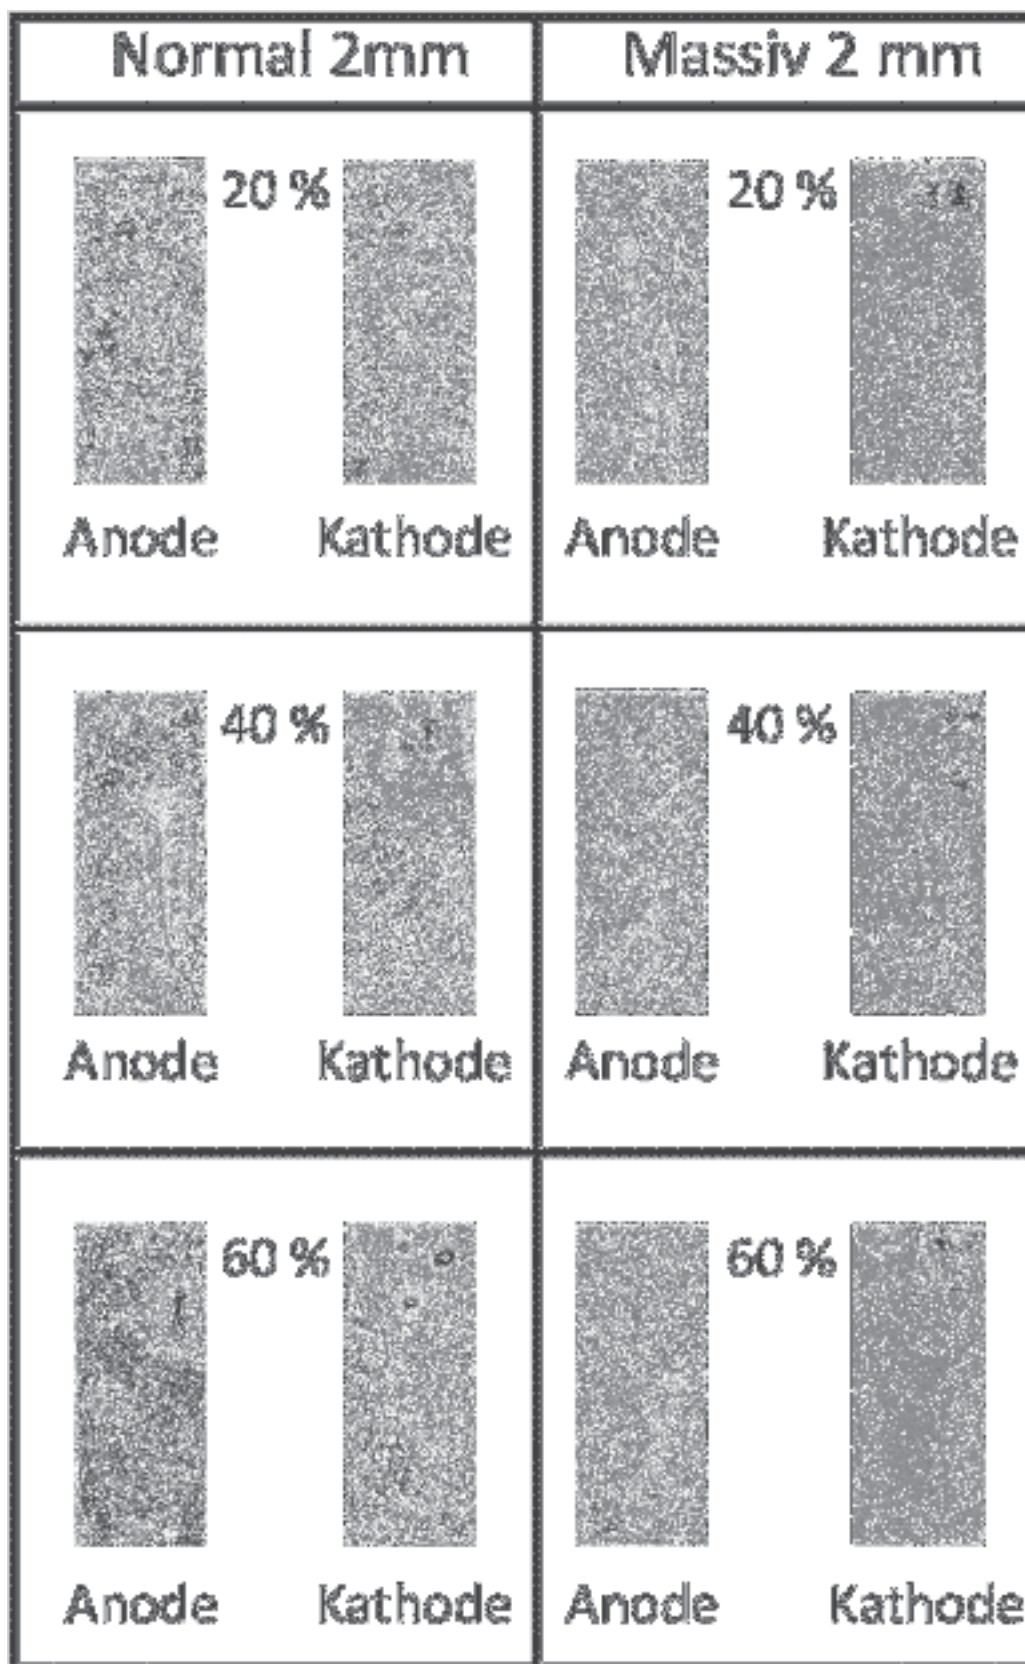 Normal 2mm
Massiv 2 mm
20 %
20 %
Anode
Kathode
Anode
Kathode
40 %
40 %
Anode
Kathode
Anode
Kathode
60 %
60 %
Anode
Kathode
Anode
Kathode